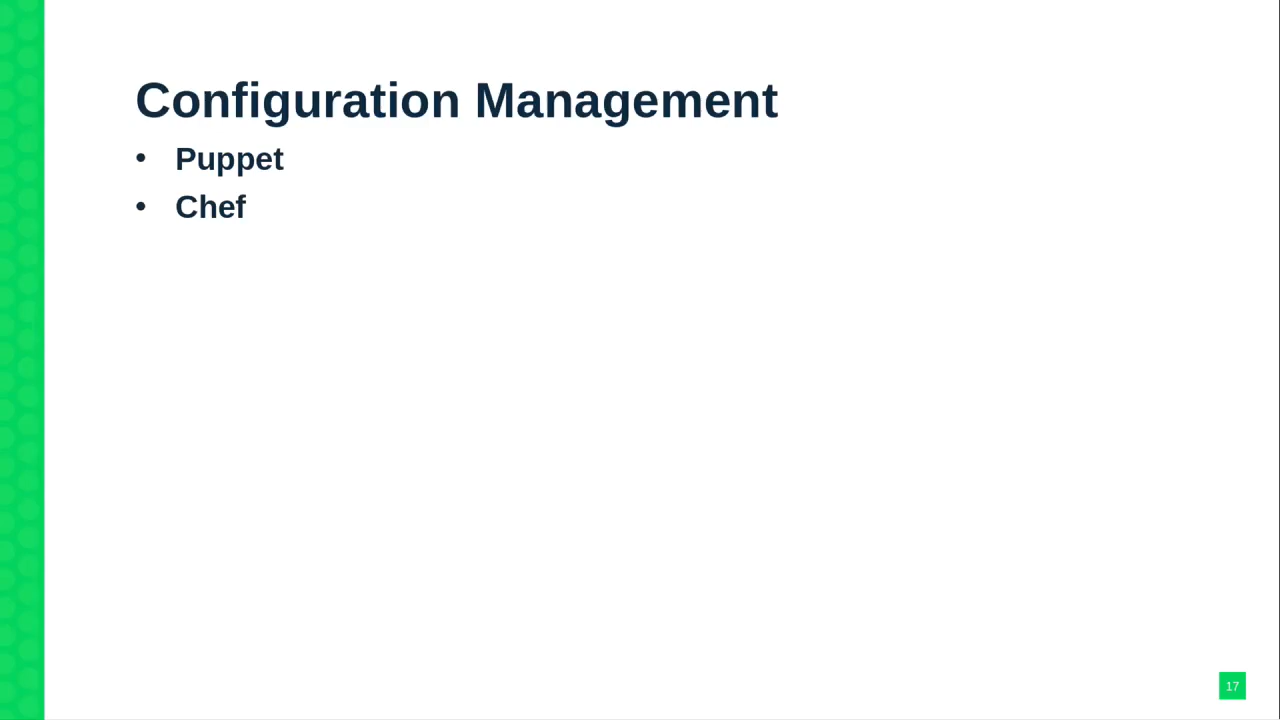 Configuration Management
• Puppet
• Chef
17